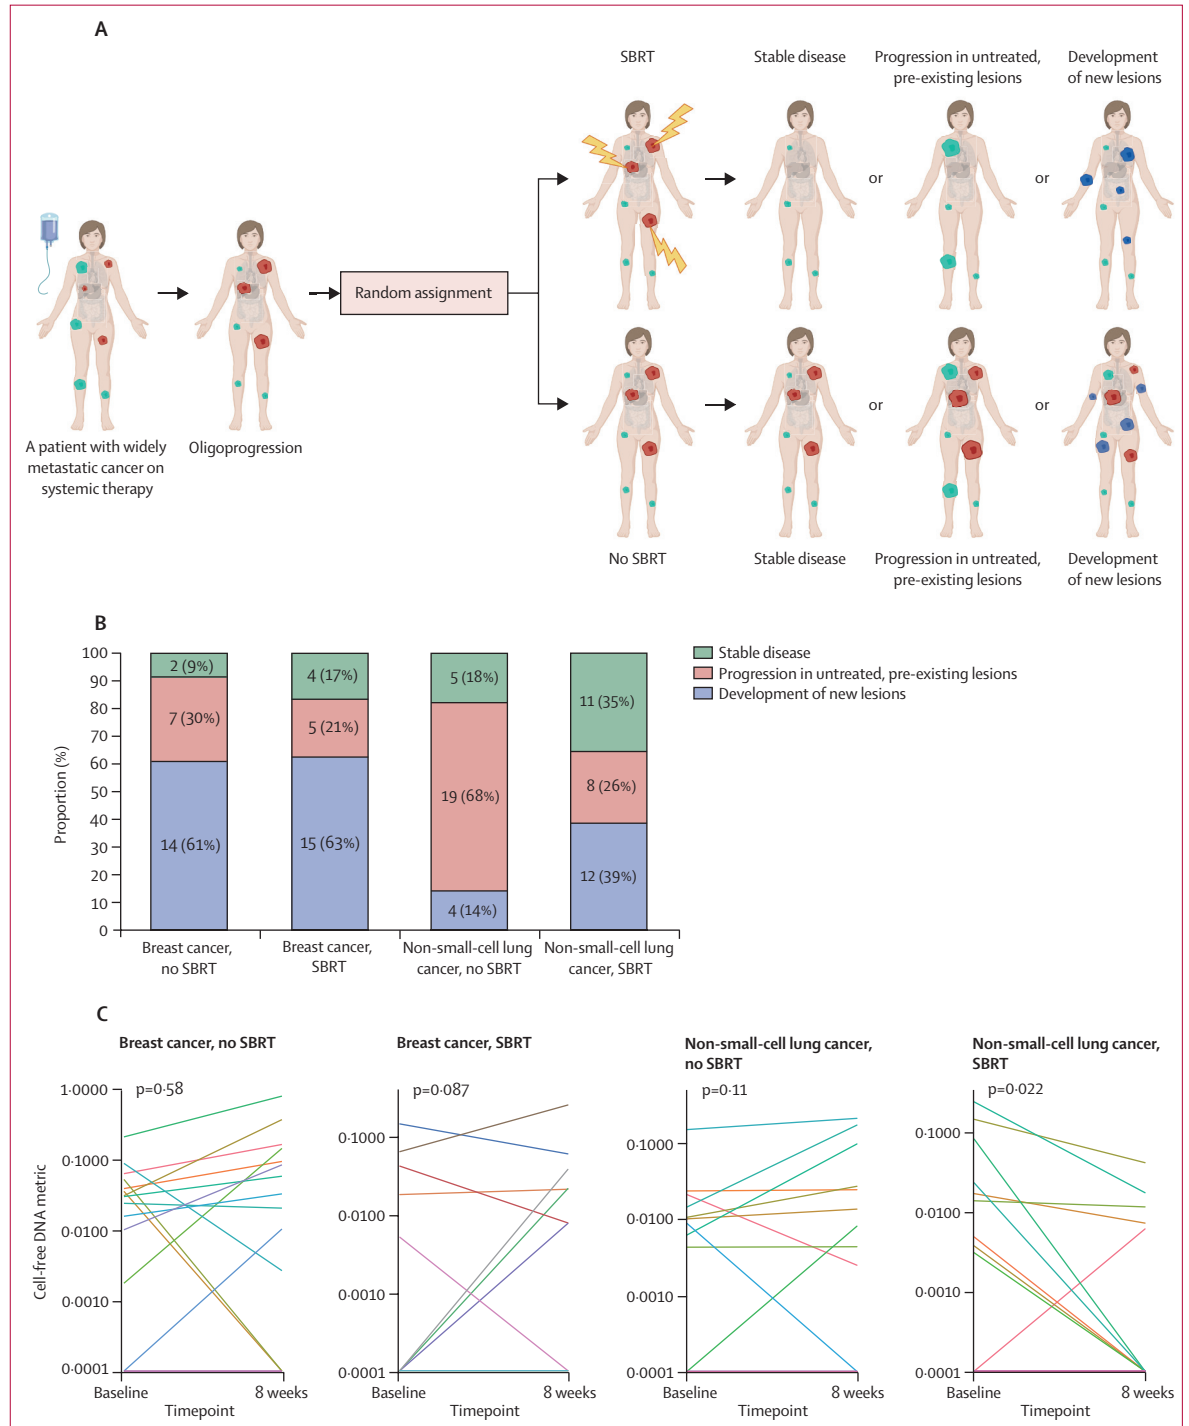 A
SBRT
Stable disease
Progression in untreated,
pre-existing lesions
Development
of new lesions
or
or
A patient with widely
metastatic cancer on
systemic therapy
Oligoprogression
Random assignment
or
or
No SBRT
Stable disease
Progression in untreated,
pre-existing lesions
Development
of new lesions
B
Proportion (%)
100
90
80
70
60
50
40
30
20
10
0
2 (9%)
7 (30%)
14 (61%)
4 (17%)
5 (21%)
15 (63%)
5 (18%)
19 (68%)
4 (14%)
11 (35%)
8 (26%)
12 (39%)
Breast cancer,
no SBRT
Breast cancer,
SBRT
Non-small-cell lung
cancer, no SBRT
Non-small-cell lung
cancer, SBRT
Stable disease
Progression in untreated, pre-existing lesions
Development of new lesions
C
Breast cancer, no SBRT
p=0·58
Cell-free DNA metric
1·0000
0·1000
0·0100
0·0010
0·0001
Baseline
8 weeks
Timepoint
Breast cancer, SBRT
p=0·087
0·1000
0·0100
0·0010
0·0001
Baseline
8 weeks
Timepoint
Non-small-cell lung cancer,
no SBRT
p=0·11
0·1000
0·0100
0·0010
0·0001
Baseline
8 weeks
Timepoint
Non-small-cell lung cancer,
SBRT
p=0·022
0·1000
0·0100
0·0010
0·0001
Baseline
8 weeks
Timepoint